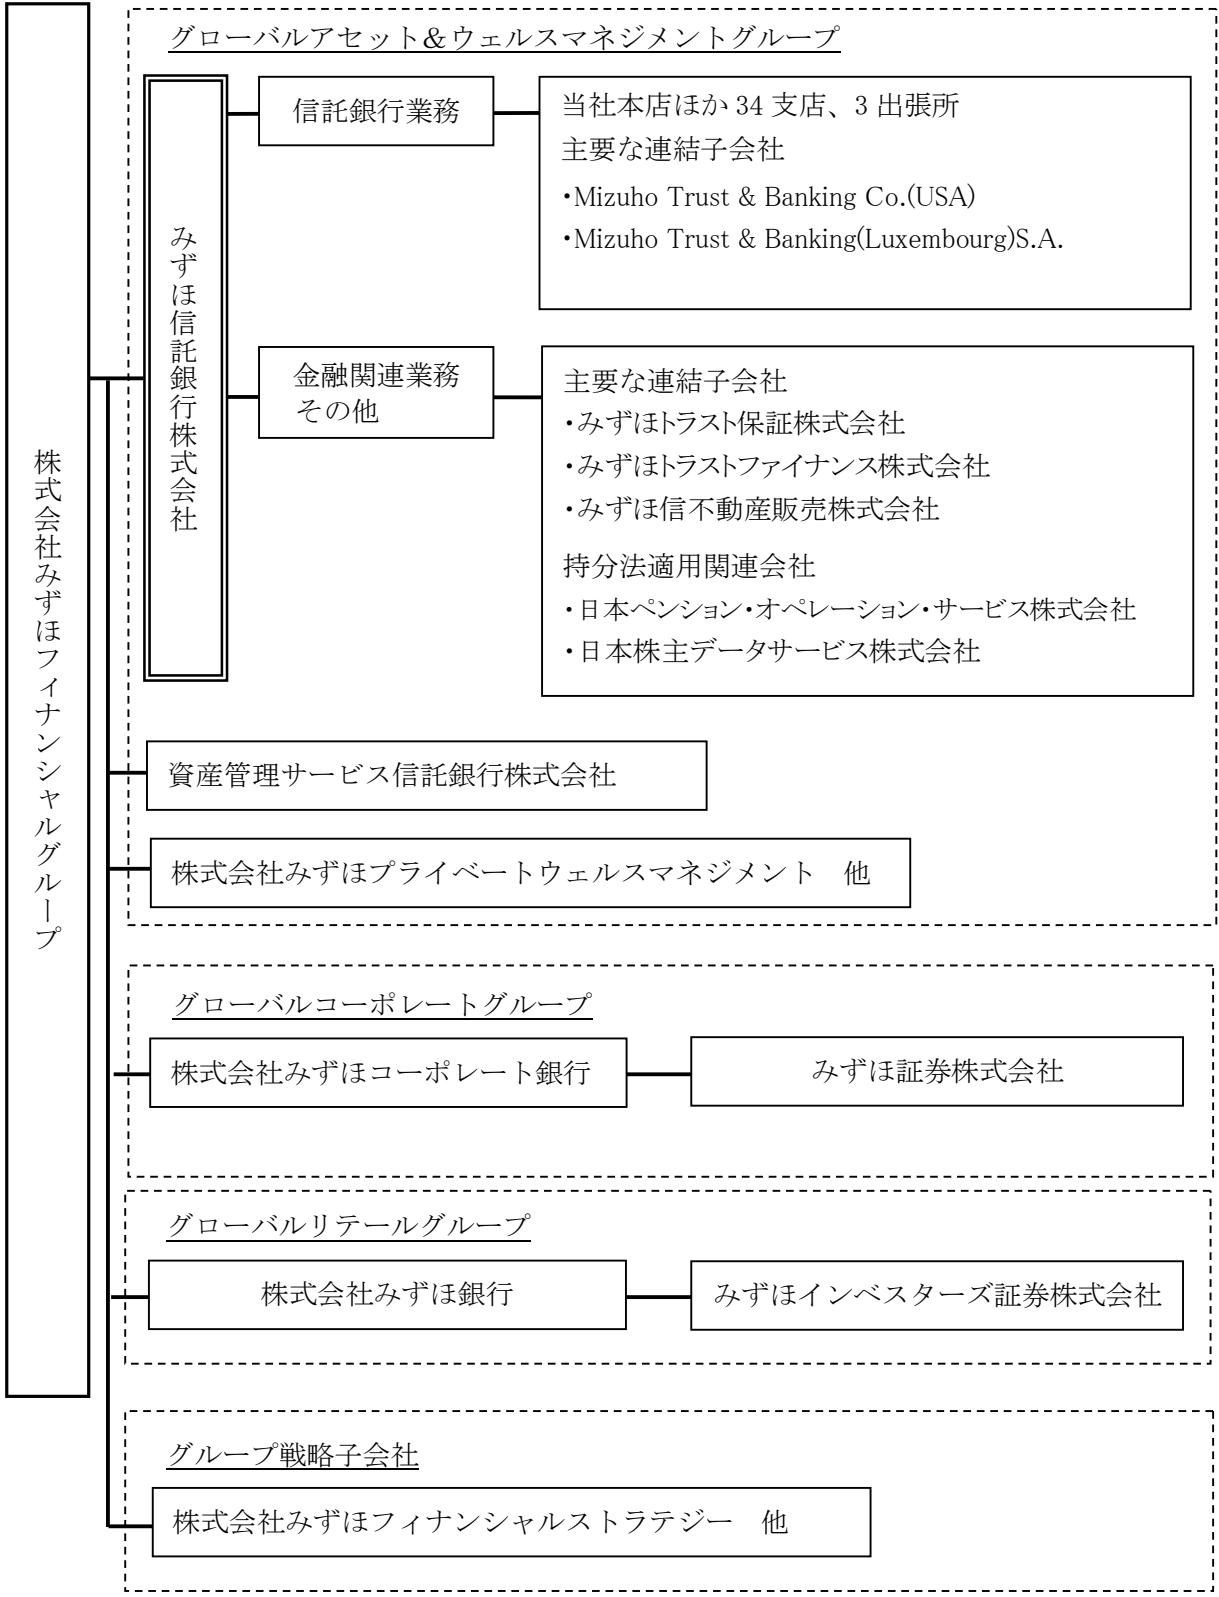 株式会社みずほフィナンシャルグループ
グローバルアセット＆ウェルスマネジメントグループ
みずほ信託銀行株式会社
信託銀行業務
当社本店ほか 34 支店、3 出張所
主要な連結子会社
・Mizuho Trust & Banking Co.(USA)
・Mizuho Trust & Banking(Luxembourg)S.A.
金融関連業務
その他
主要な連結子会社
・みずほトラスト保証株式会社
・みずほトラストファイナンス株式会社
・みずほ信不動産販売株式会社
持分法適用関連会社
・日本ペンション・オペレーション・サービス株式会社
・日本株主データサービス株式会社
資産管理サービス信託銀行株式会社
株式会社みずほプライベートウェルスマネジメント　他
グローバルコーポレートグループ
株式会社みずほコーポレート銀行
みずほ証券株式会社
グローバルリテールグループ
株式会社みずほ銀行
みずほインベスターズ証券株式会社
グループ戦略子会社
株式会社みずほフィナンシャルストラテジー　他